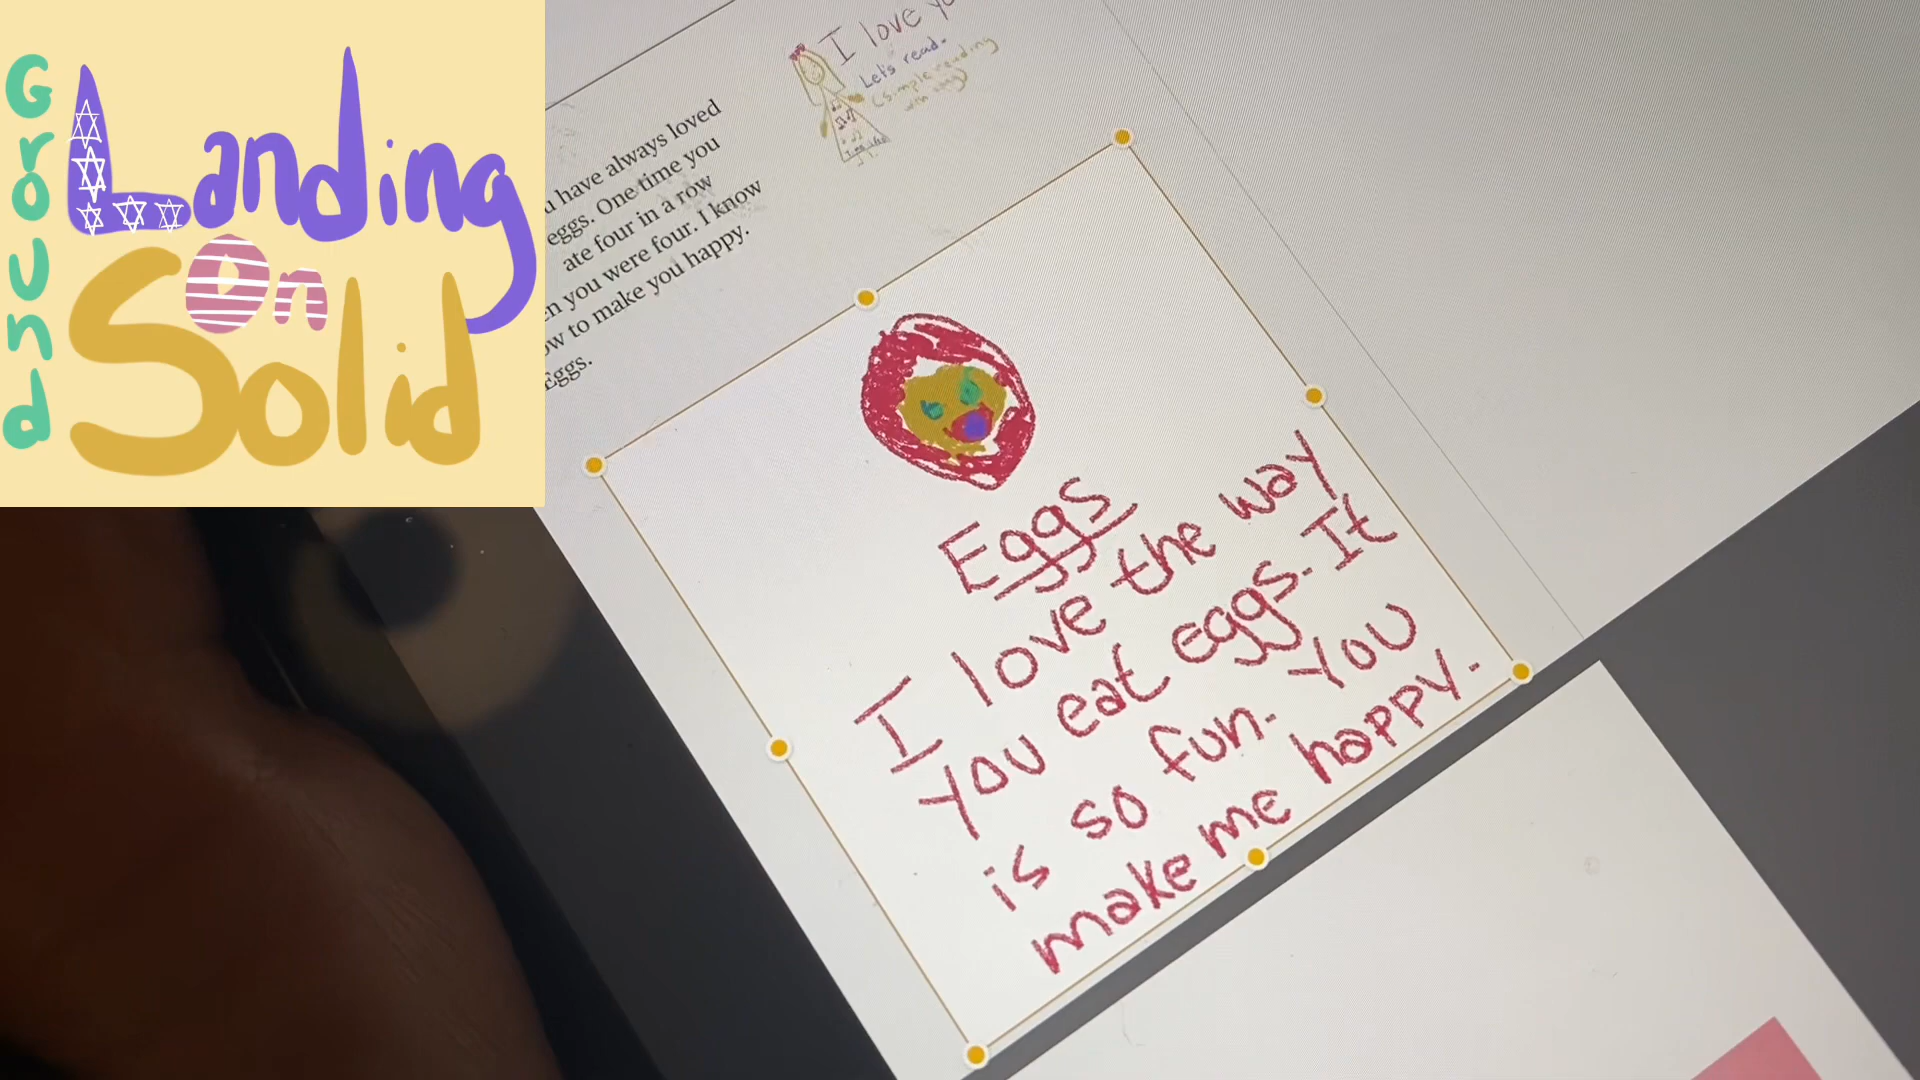 Ground
Landing
On
Solid
I love
Let's read.
(simple reading
have always loved
eggs. One time you
ate four in a row
you were four. I know
to make you happy.
Eggs.
Eggs
I love the way
you eat eggs. It
is so fun. You
make me happy.